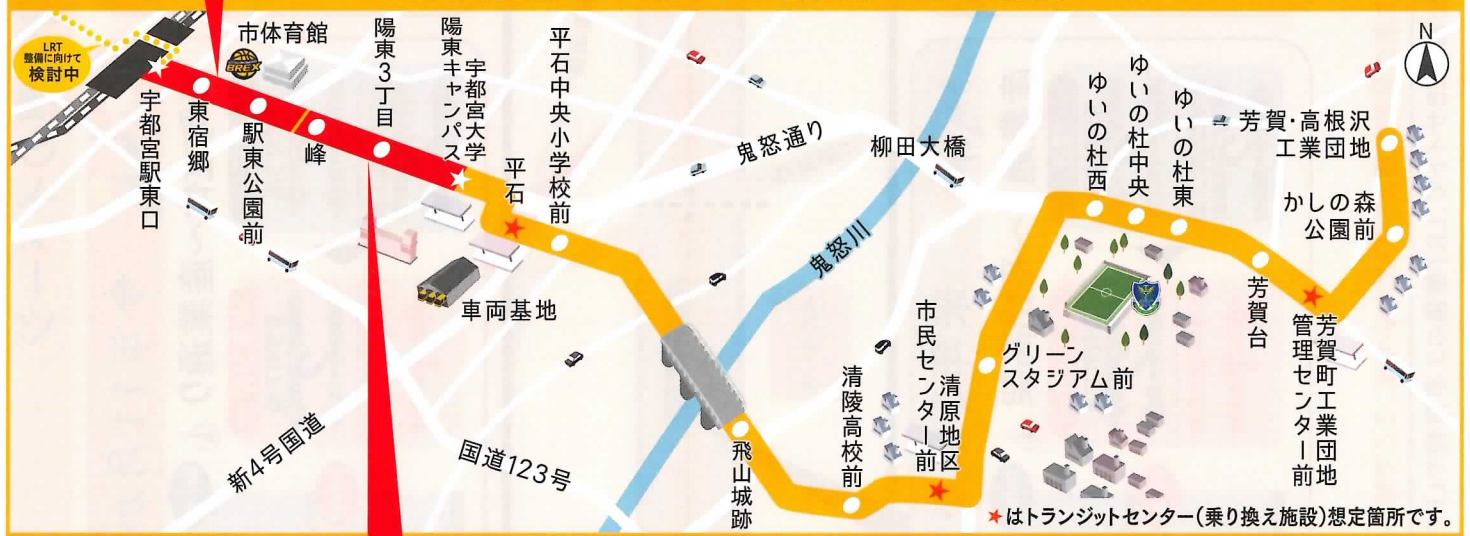 LRT
整備に向けて
検討中
市体育館
BREX
宇都宮駅東口
東宿郷
駅東公園前
峰
陽東3丁目
宇都宮大学
陽東キャンパス
平石
平石中央小学校前
車両基地
鬼怒通り
柳田大橋
鬼怒川
新4号国道
国道123号
飛山城跡
清陵高校前
清原地区
市民センター前
グリーン
スタジアム前
ゆいの杜西
ゆいの杜中央
ゆいの杜東
芳賀台
芳賀町工業団地
管理センター前
かしの森
公園前
芳賀・高根沢
工業団地
N
★はトランジットセンター(乗り換え施設)想定箇所です。